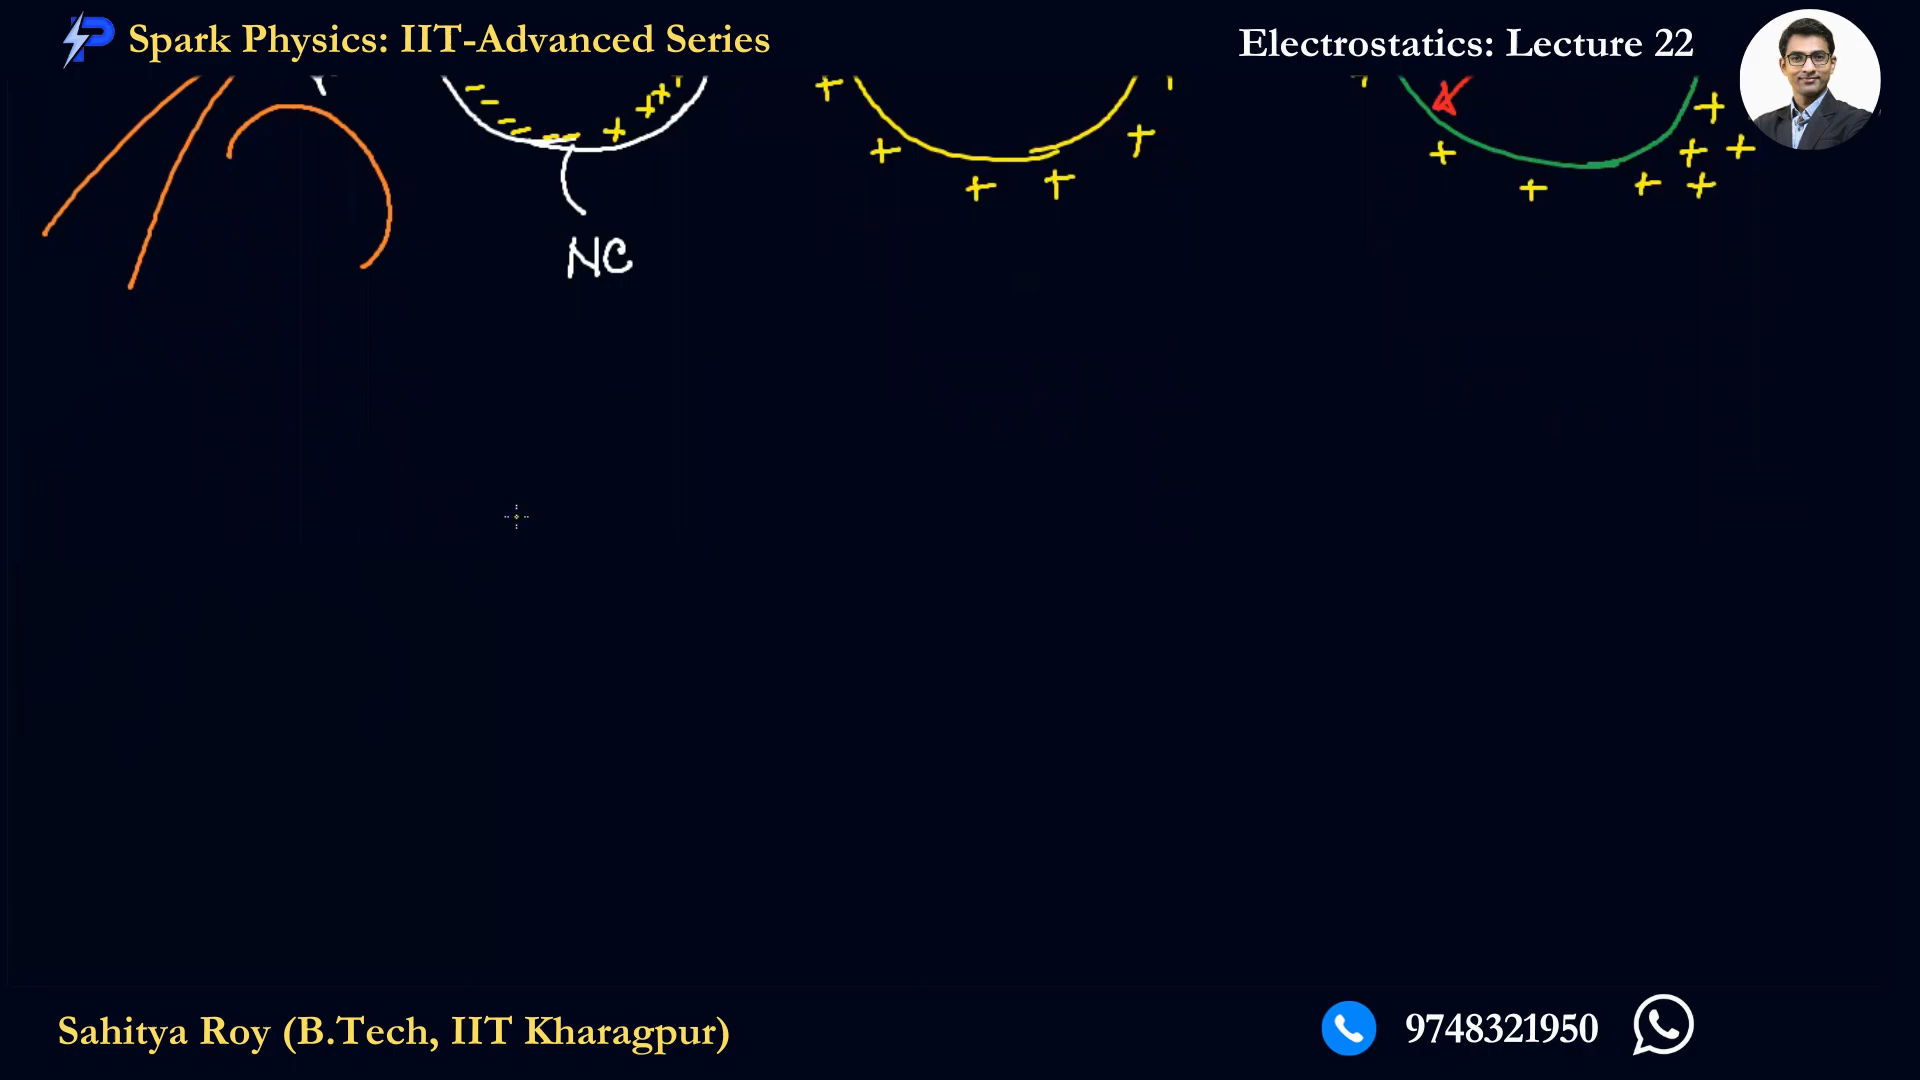 Spark Physics: IIT-Advanced Series
Electrostatics: Lecture 22
NC
Sahitya Roy (B.Tech, IIT Kharagpur)
9748321950